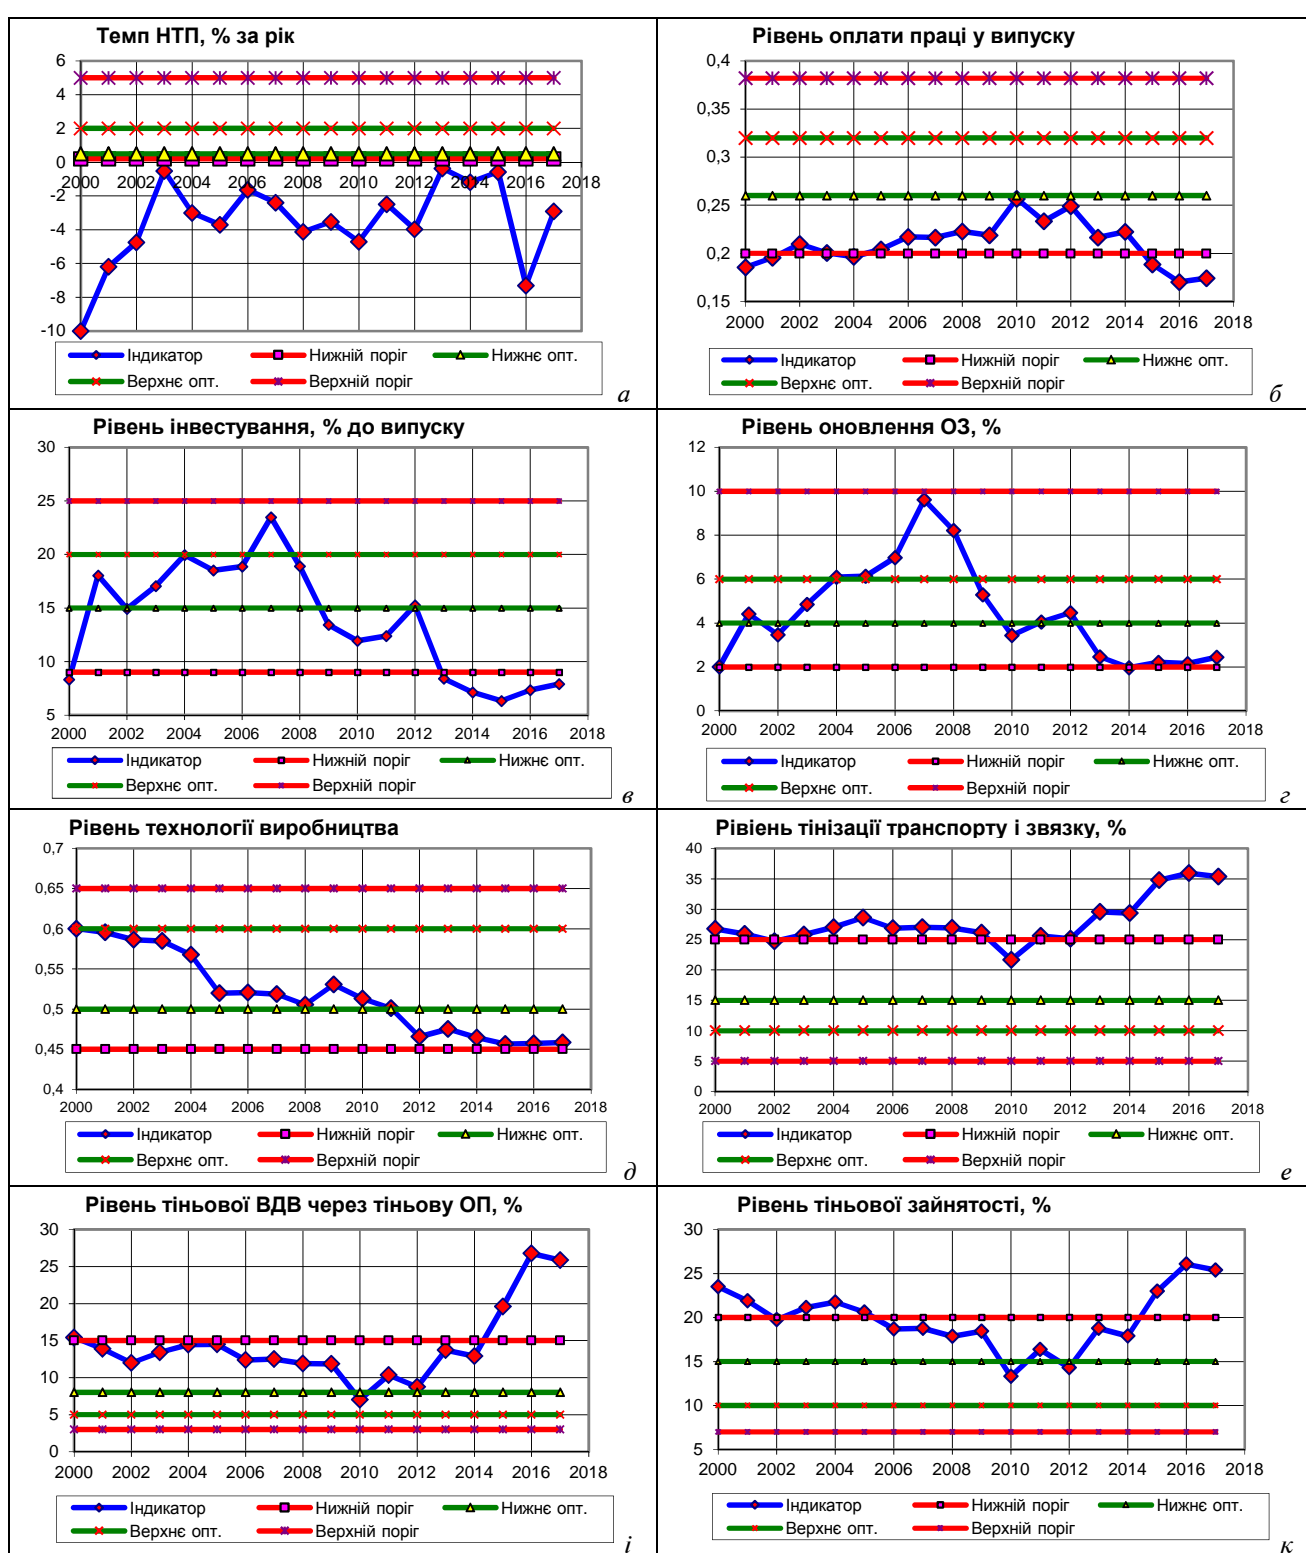 Темп НТП, % за рік
6
5
4
2
0
-2
-4
-6
-8
-10
2000 2002 2004 2006 2008 2010 2012 2014 2016 2018
Індикатор Нижній поріг Нижнє опт.
Верхнє опт. Верхній поріг
а
Рівень оплати праці у випуску
0,4
0,35
0,3
0,25
0,2
0,15
2000 2002 2004 2006 2008 2010 2012 2014 2016 2018
Індикатор Нижній поріг Нижнє опт.
Верхнє опт. Верхній поріг
б
Рівень інвестування, % до випуску
30
25
20
15
10
5
2000 2002 2004 2006 2008 2010 2012 2014 2016 2018
Індикатор Нижній поріг Нижнє опт.
Верхнє опт. Верхній поріг
в
Рівень оновлення ОЗ, %
12
10
8
6
4
2
0
2000 2002 2004 2006 2008 2010 2012 2014 2016 2018
Індикатор Нижній поріг Нижнє опт.
Верхнє опт. Верхній поріг
г
Рівень технології виробництва
0,7
0,65
0,6
0,55
0,5
0,45
0,4
2000 2002 2004 2006 2008 2010 2012 2014 2016 2018
Індикатор Нижній поріг Нижнє опт.
Верхнє опт. Верхній поріг
д
Рівіень тінізації транспорту і звязку, %
40
35
30
25
20
15
10
5
0
2000 2002 2004 2006 2008 2010 2012 2014 2016 2018
Індикатор Нижній поріг Нижнє опт.
Верхнє опт. Верхній поріг
е
Рівень тіньової ВДВ через тіньову ОП, %
30
25
20
15
10
5
0
2000 2002 2004 2006 2008 2010 2012 2014 2016 2018
Індикатор Нижній поріг Нижнє опт.
Верхнє опт. Верхній поріг
і
Рівень тіньової зайнятості, %
30
25
20
15
10
5
2000 2002 2004 2006 2008 2010 2012 2014 2016 2018
Індикатор Нижній поріг Нижнє опт.
Верхнє опт. Верхній поріг
к